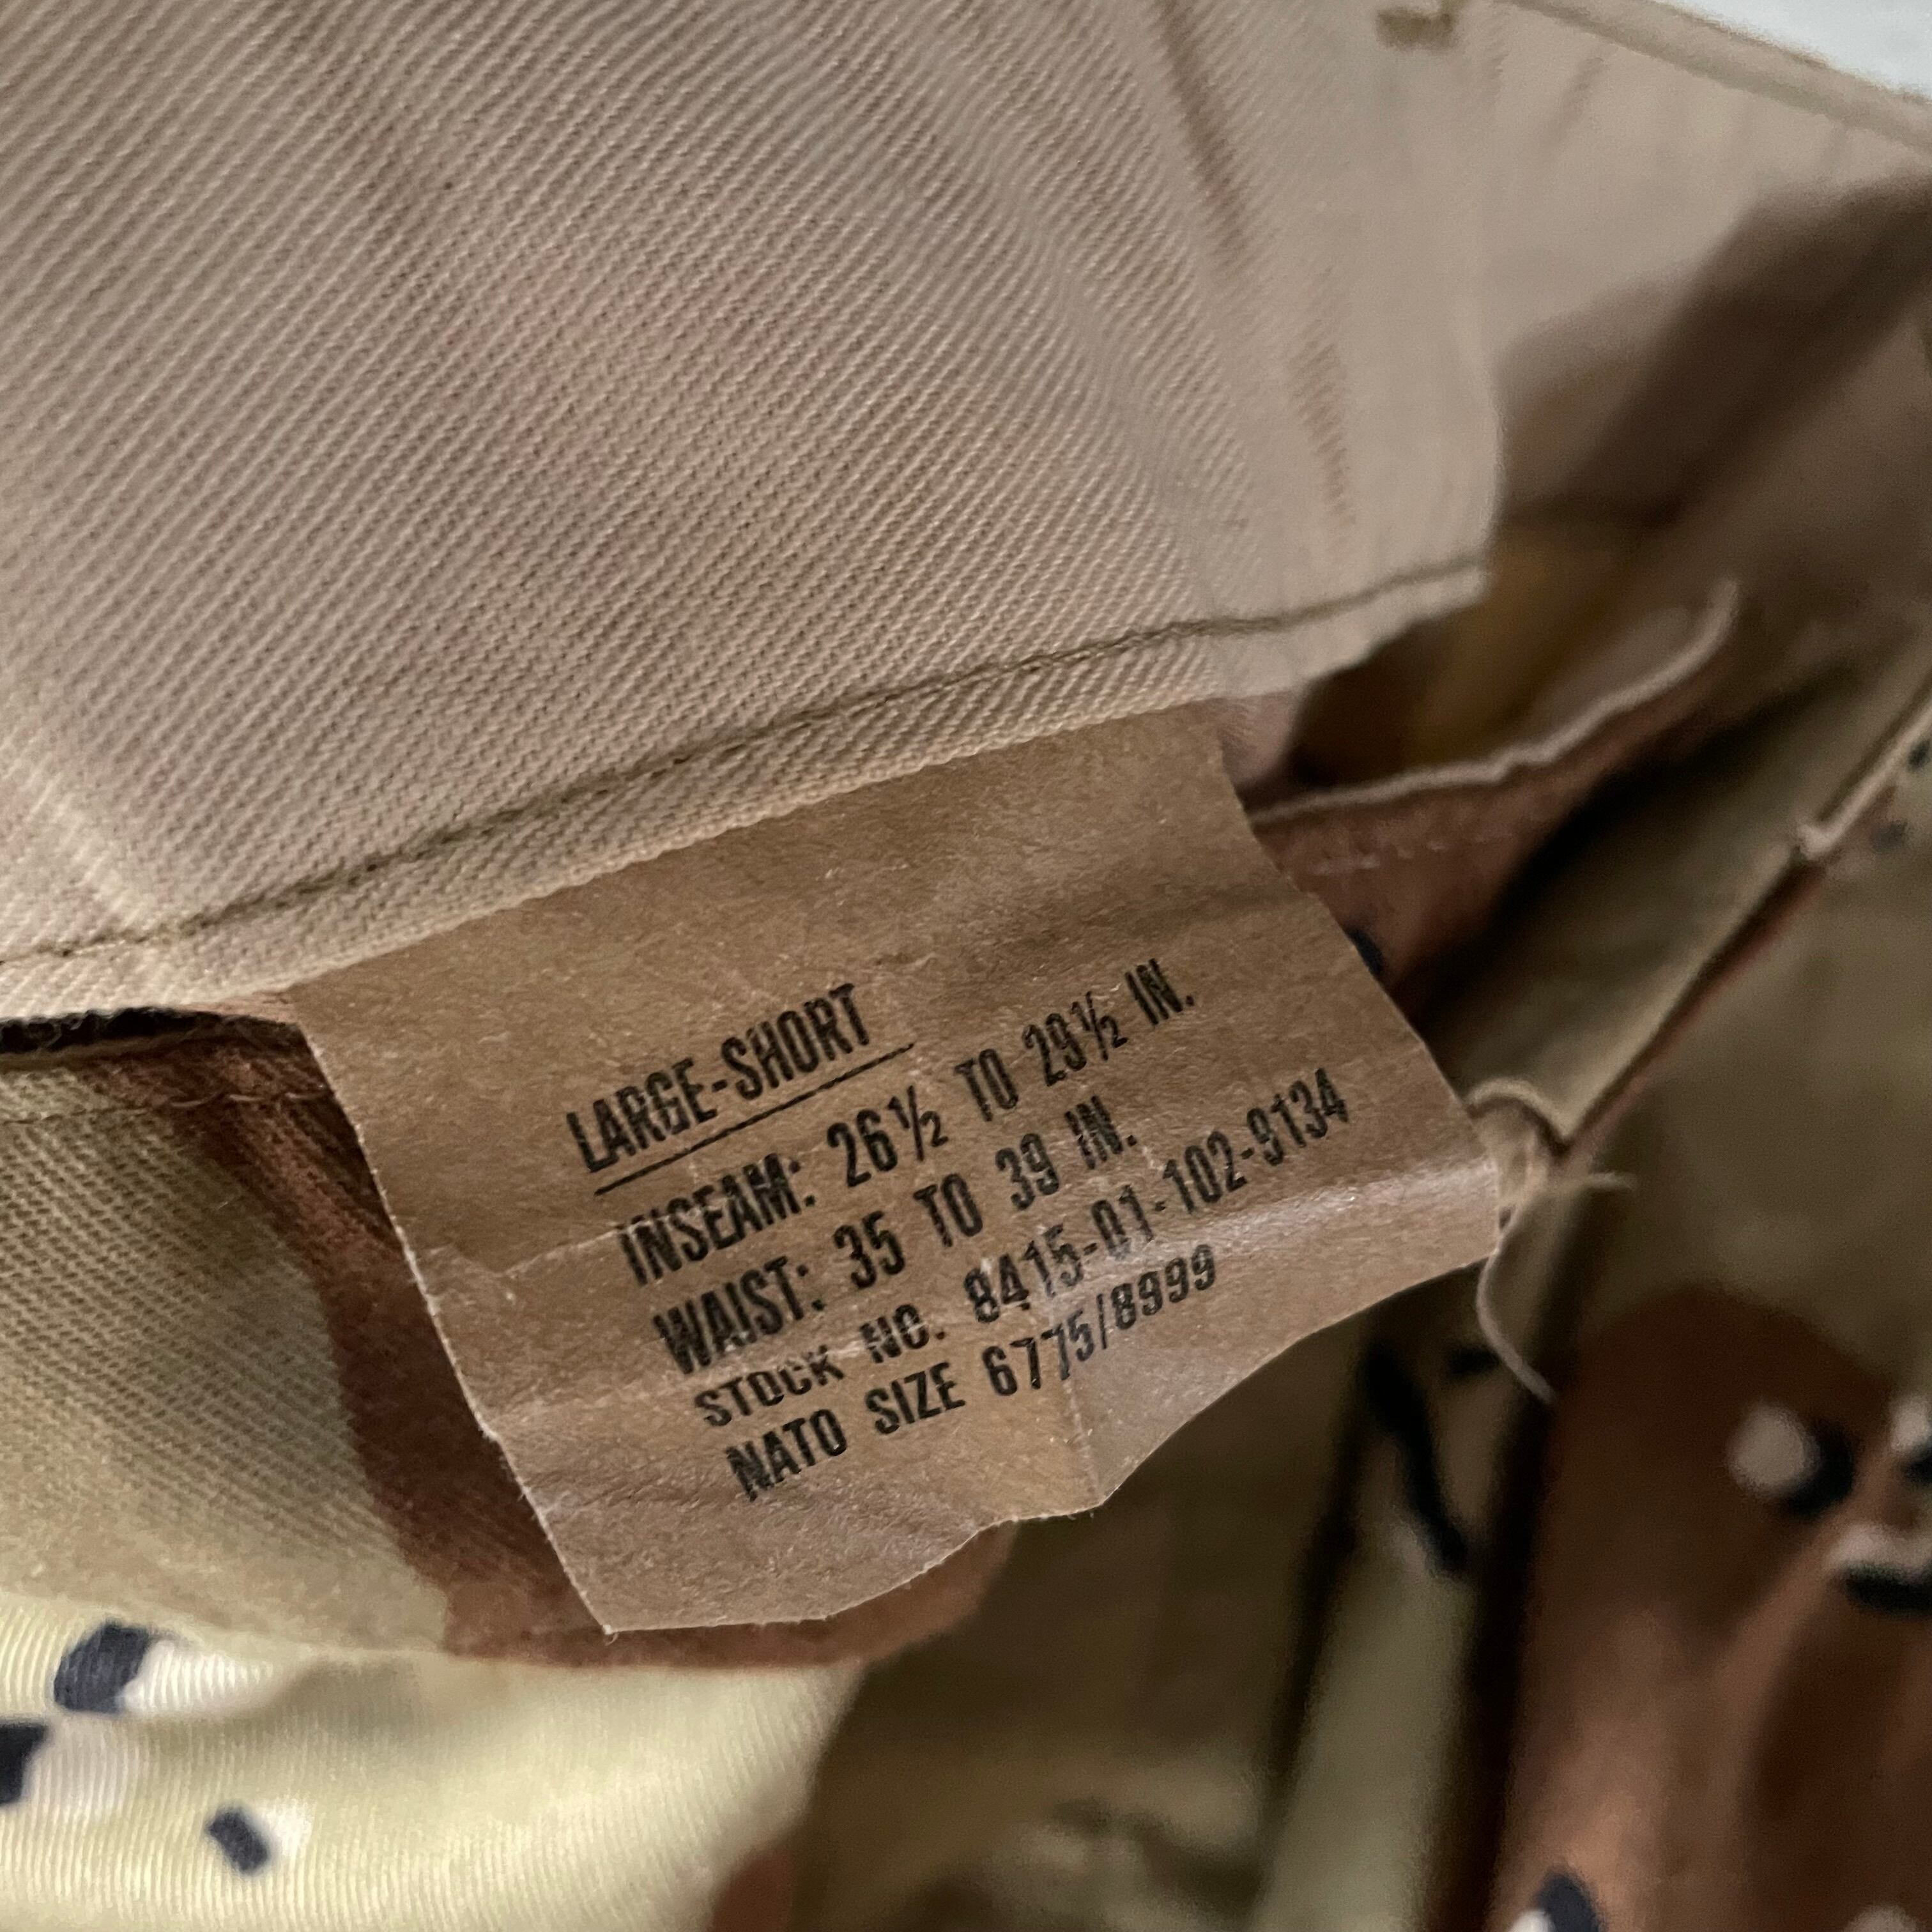 LARGE-SHORT
INSEAM: 26½ TO 29½ IN.
WAIST: 35 TO 39 IN.
STOCK NO. 8415-01-102-9134
NATO SIZE 6775/8999